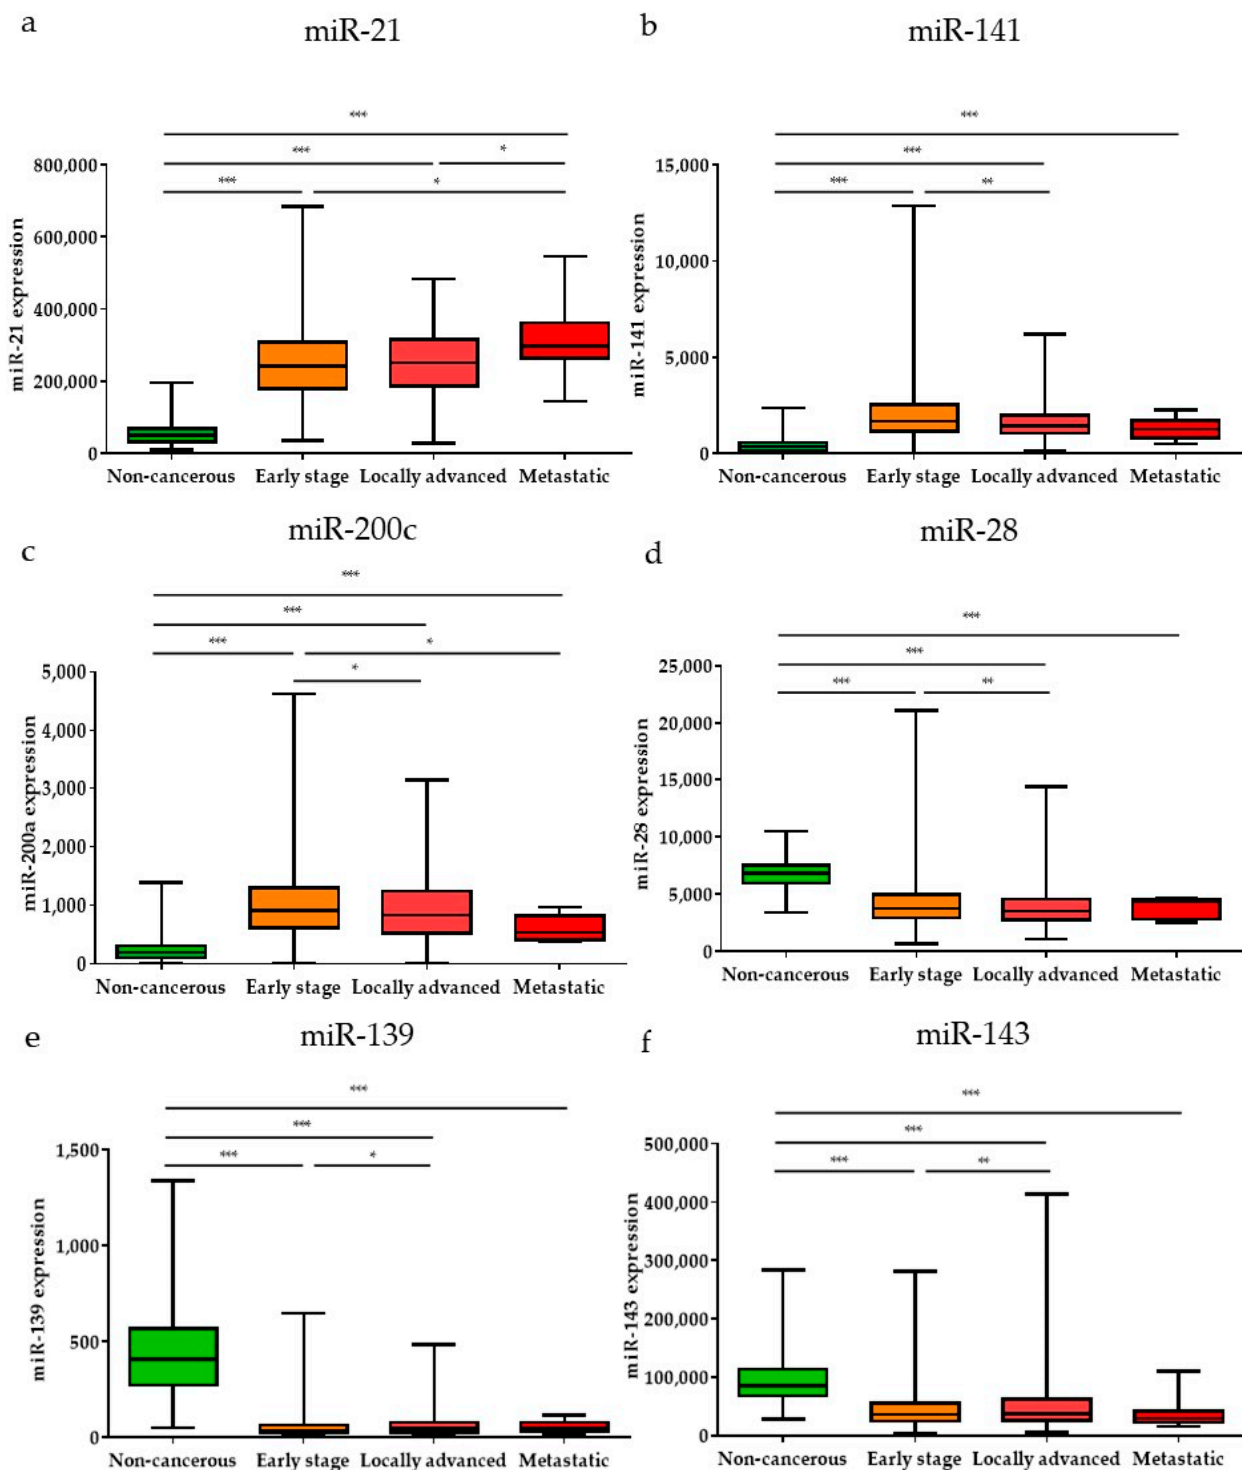 a
miR-21
***
***
*
***
*
800,000
600,000
400,000
200,000
0
miR-21 expression
Non-cancerous
Early stage
Locally advanced
Metastatic
b
miR-141
***
***
***
**
15,000
10,000
5,000
0
miR-141 expression
Non-cancerous
Early stage
Locally advanced
Metastatic
c
miR-200c
***
***
***
*
*
5,000
4,000
3,000
2,000
1,000
0
miR-200a expression
Non-cancerous
Early stage
Locally advanced
Metastatic
d
miR-28
***
***
***
**
25,000
20,000
15,000
10,000
5,000
0
miR-28 expression
Non-cancerous
Early stage
Locally advanced
Metastatic
e
miR-139
***
***
***
*
1,500
1,000
500
0
miR-139 expression
Non-cancerous
Early stage
Locally advanced
Metastatic
f
miR-143
***
***
***
**
500,000
400,000
300,000
200,000
100,000
0
miR-143 expression
Non-cancerous
Early stage
Locally advanced
Metastatic